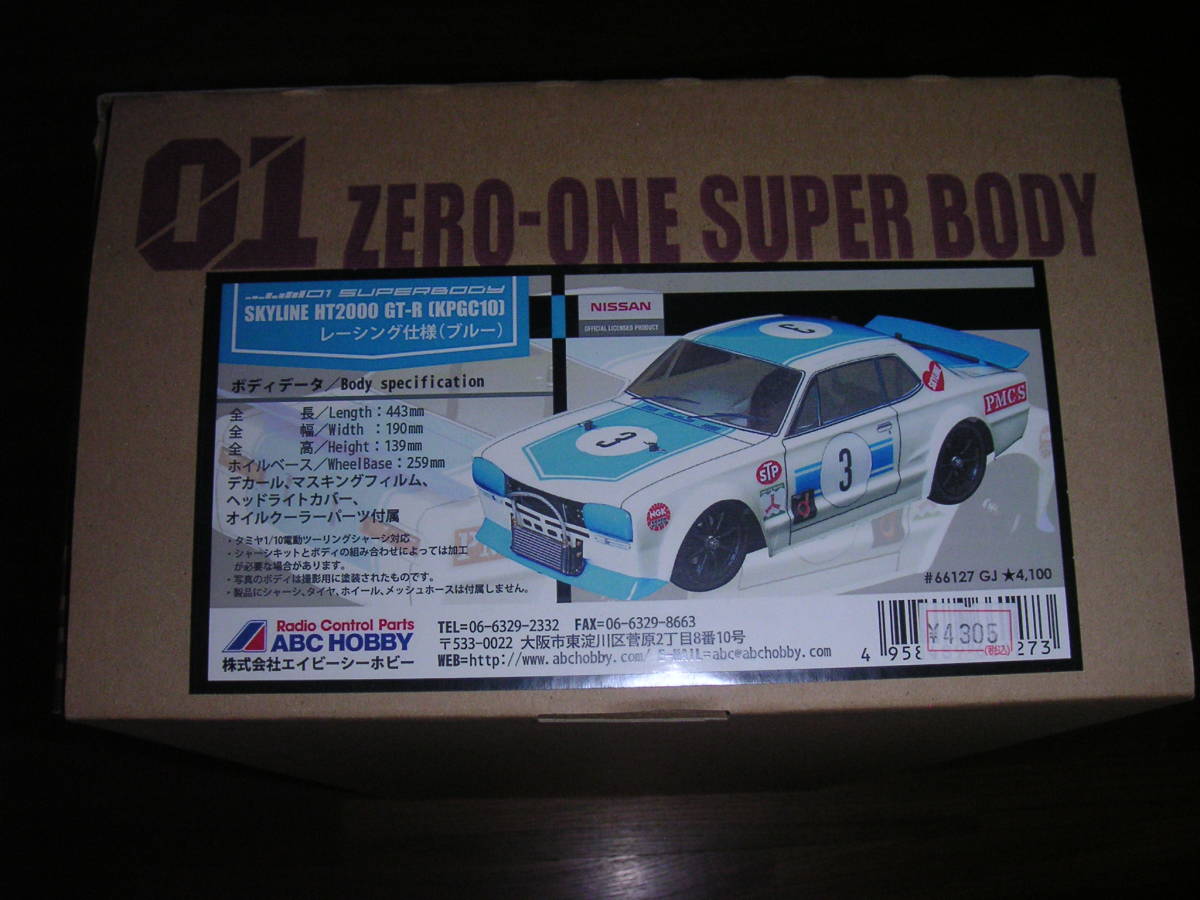 01 ZERO-ONE SUPER BODY
01 SUPERBODY
SKYLINE HT2000 GT-R (KPGC10)
レーシング仕様(ブルー)
ボディデータ/Body specification
全 長/Length:443mm
全 幅/Width :190mm
全 高/Height:139mm
ホイルベース/WheelBase:259mm
デカール、マスキングフィルム、
ヘッドライトカバー、
オイルクーラーパーツ付属
・タミヤ1/10電動ツーリングシャーシ対応
・シャーシキットとボディの組み合わせによっては加工
が必要な場合があります。
・写真のボディは撮影用に塗装されたものです。
・製品にシャーシ、タイヤ、ホイール、メッシュホースは付属しません。
NISSAN
OFFICIAL LICENSED PRODUCT
3
3
3
STP
NGK
PMC'S
#66127 GJ ★4,100
Radio Control Parts
ABC HOBBY
株式会社エイビーシーホビー
TEL=06-6329-2332 FAX=06-6329-8663
〒533-0022 大阪市東淀川区菅原2丁目8番10号
WEB=http://www.abchobby.com/ E-MAIL=abc@abchobby.com
¥4305
(税込)
4 958 273